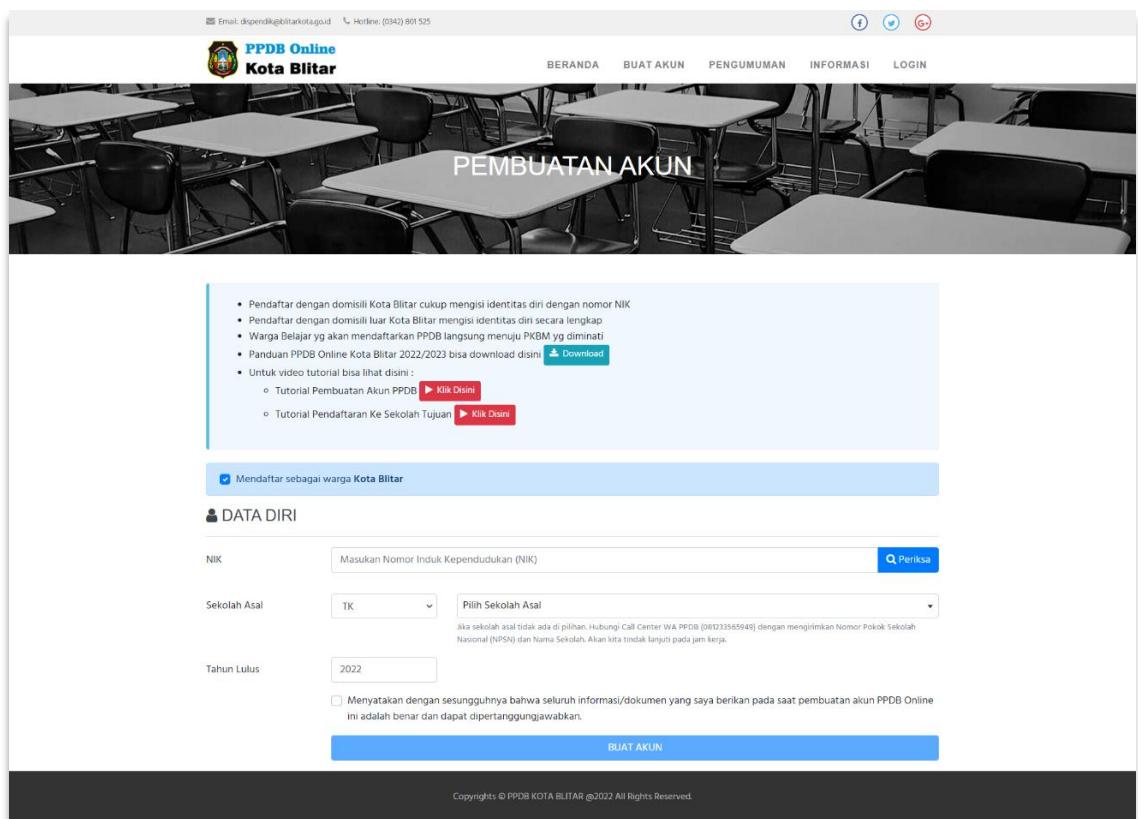 Email: dispendik@blitarkota.go.id Hotline: (0342) 801 525
PPDB Online
Kota Blitar
BERANDA BUAT AKUN PENGUMUMAN INFORMASI LOGIN
PEMBUATAN AKUN
Pendaftar dengan domisili Kota Blitar cukup mengisi identitas diri dengan nomor NIK
Pendaftar dengan domisili luar Kota Blitar mengisi identitas diri secara lengkap
Warga Belajar yg akan mendaftarkan PPDB langsung menuju PKBM yg diminati
Panduan PPDB Online Kota Blitar 2022/2023 bisa download disini Download
Untuk video tutorial bisa lihat disini :
Tutorial Pembuatan Akun PPDB Klik Disini
Tutorial Pendaftaran Ke Sekolah Tujuan Klik Disini
Mendaftar sebagai warga Kota Blitar
DATA DIRI
NIK Masukan Nomor Induk Kependudukan (NIK) Periksa
Sekolah Asal TK Pilih Sekolah Asal
Jika sekolah asal tidak ada di pilihan. Hubungi Call Center WA PPDB (081233565949) dengan mengirimkan Nomor Pokok Sekolah
Nasional (NPSN) dan Nama Sekolah. Akan kita tindak lanjuti pada jam kerja.
Tahun Lulus 2022
Menyatakan dengan sesungguhnya bahwa seluruh informasi/dokumen yang saya berikan pada saat pembuatan akun PPDB Online
ini adalah benar dan dapat dipertanggungjawabkan.
BUAT AKUN
Copyrights © PPDB KOTA BLITAR @2022 All Rights Reserved.